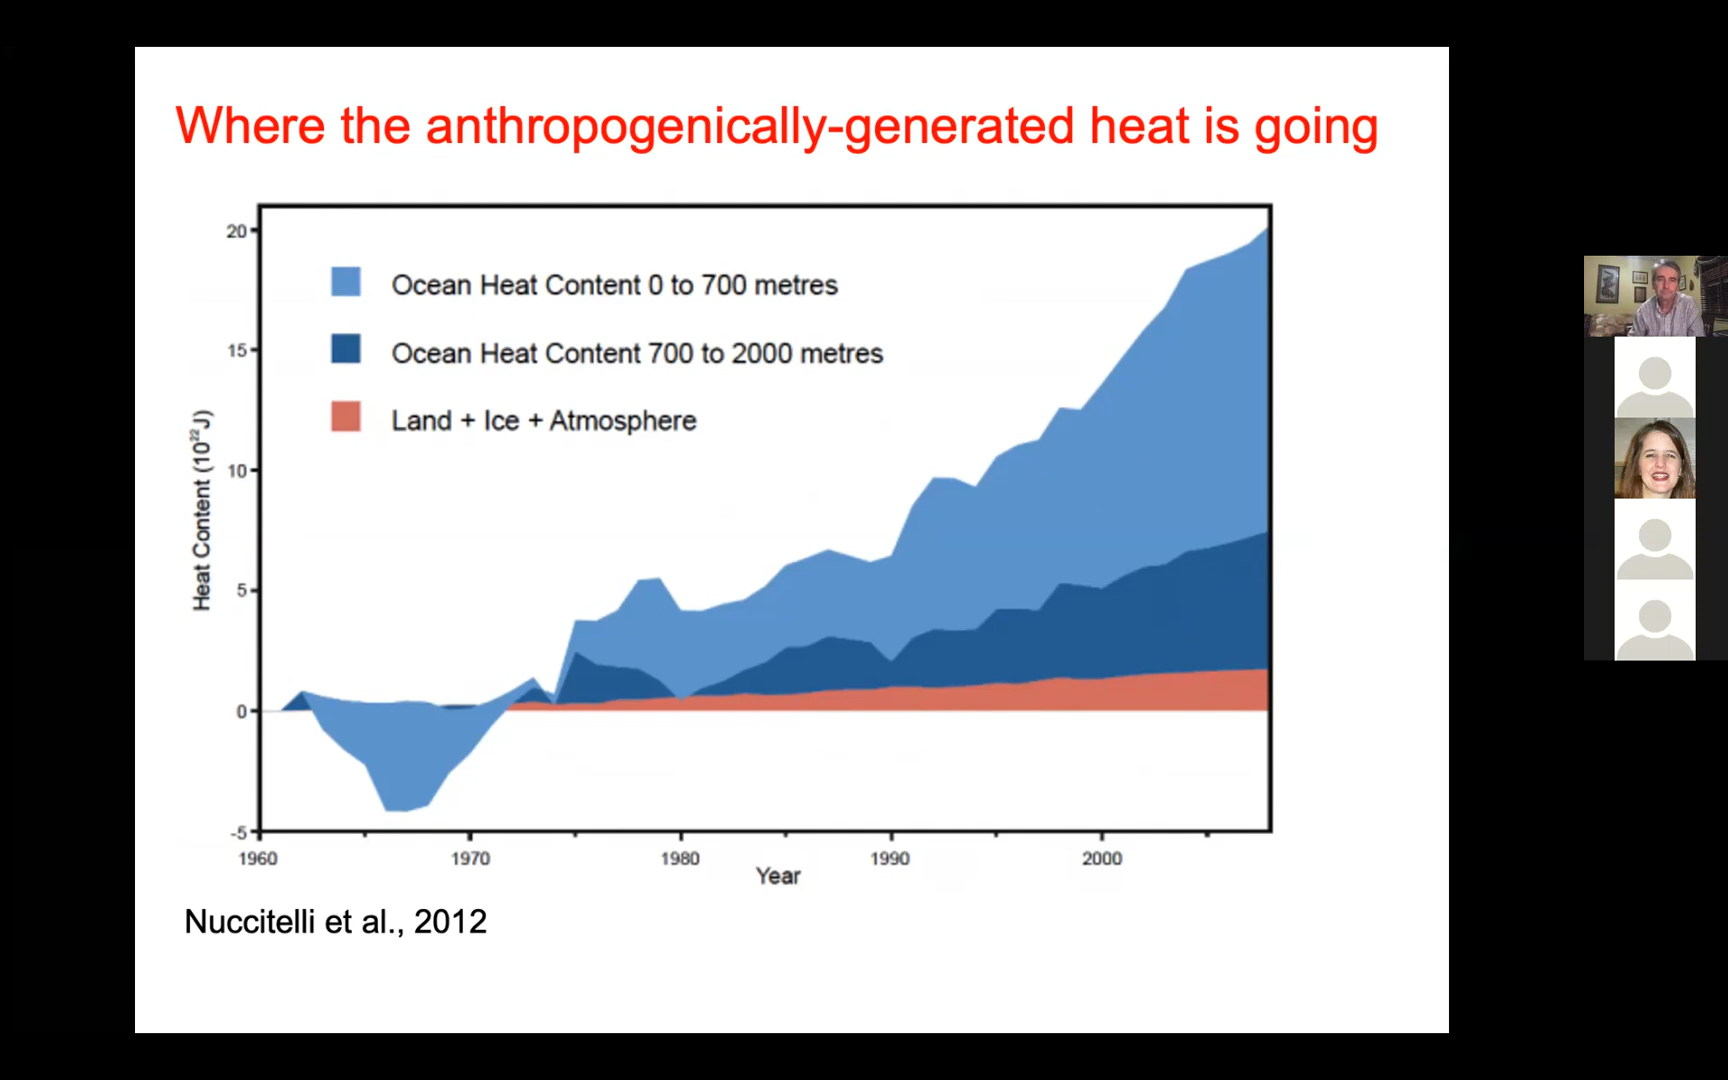 Where the anthropogenically-generated heat is going
20
15
10
5
0
-5
Heat Content (10²²J)
Ocean Heat Content 0 to 700 metres
Ocean Heat Content 700 to 2000 metres
Land + Ice + Atmosphere
1960 1970 1980 1990 2000
Year
Nuccitelli et al., 2012